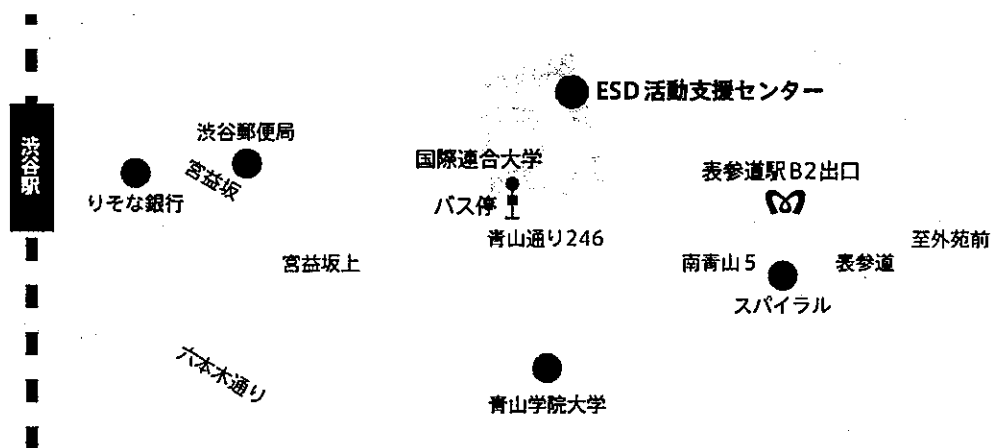 ESD活動支援センター
渋谷駅
渋谷郵便局
宮益坂
りそな銀行
国際連合大学
バス停
青山通り246
表参道駅B2出口
至外苑前
南青山5
表参道
スパイラル
宮益坂上
六本木通り
青山学院大学